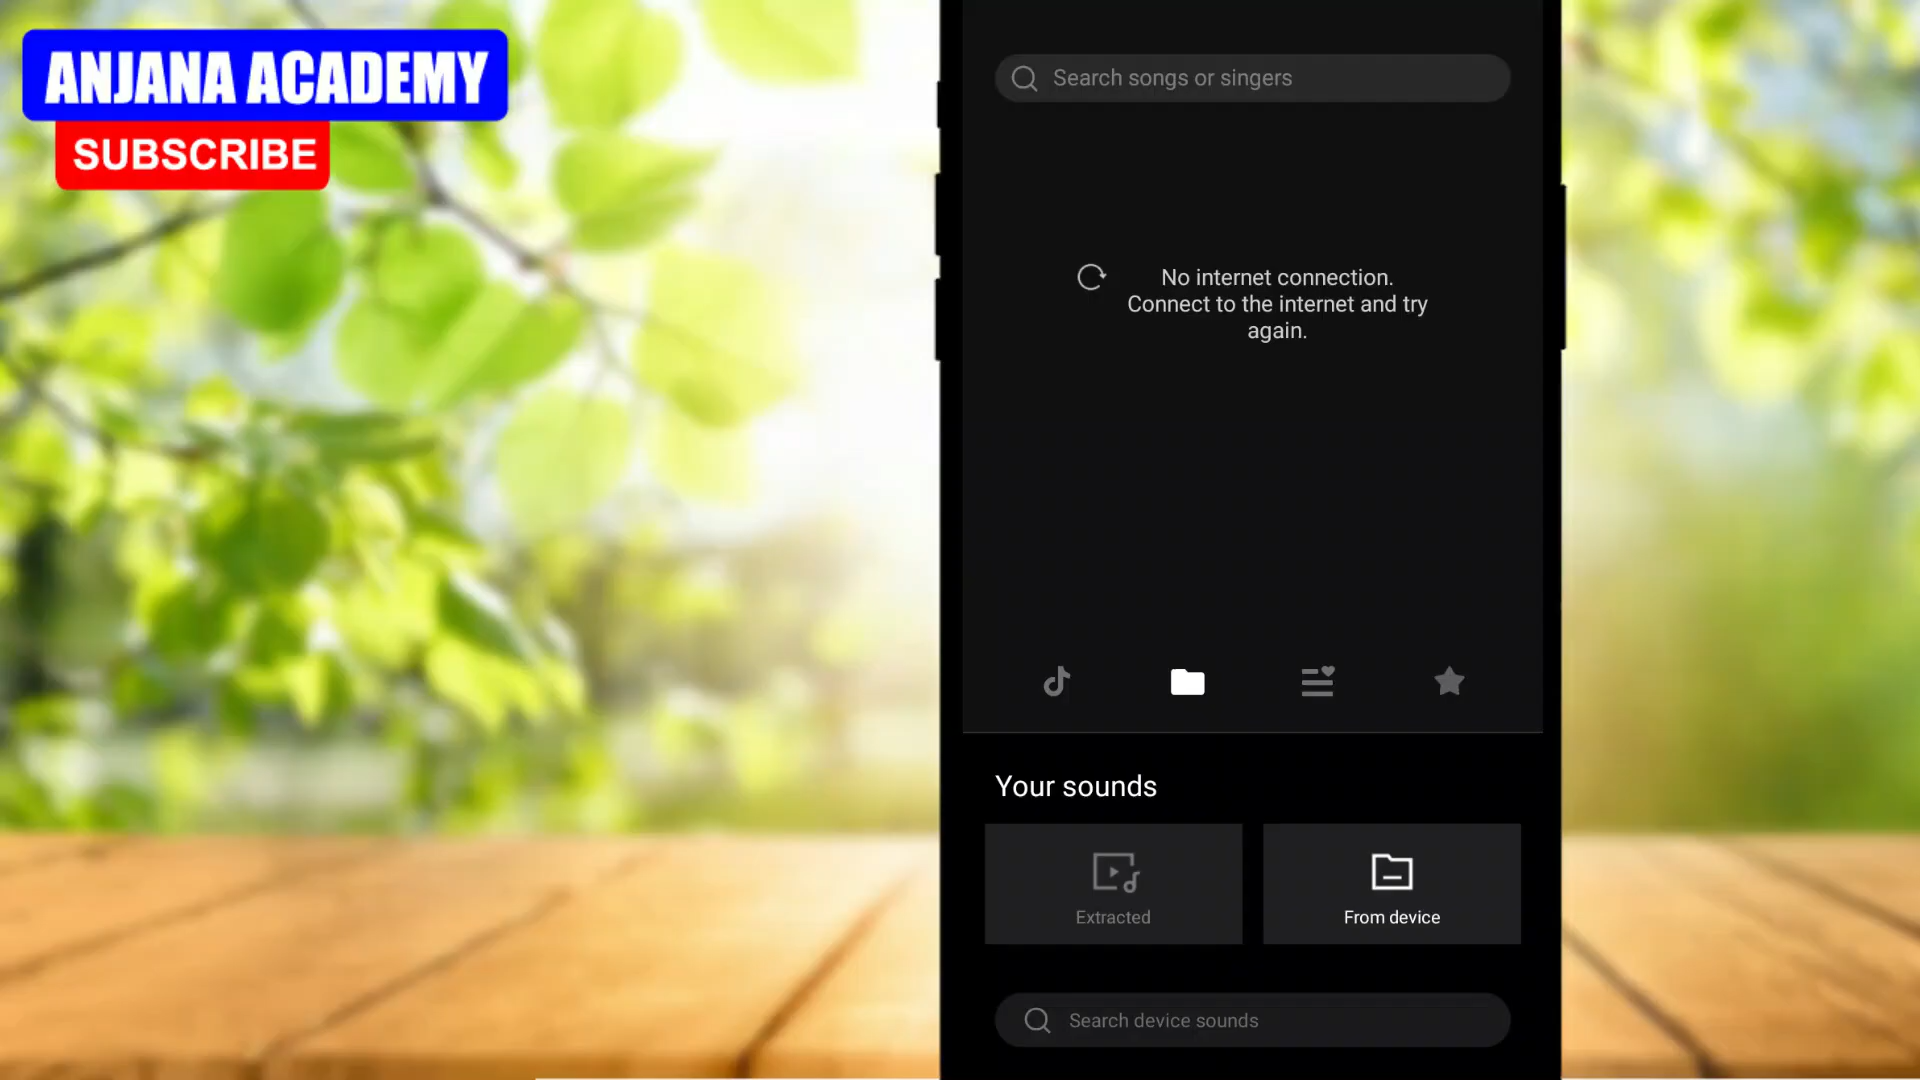 ANJANA ACADEMY
SUBSCRIBE
Search songs or singers
No internet connection.
Connect to the internet and try
again.
Your sounds
Extracted
From device
Search device sounds